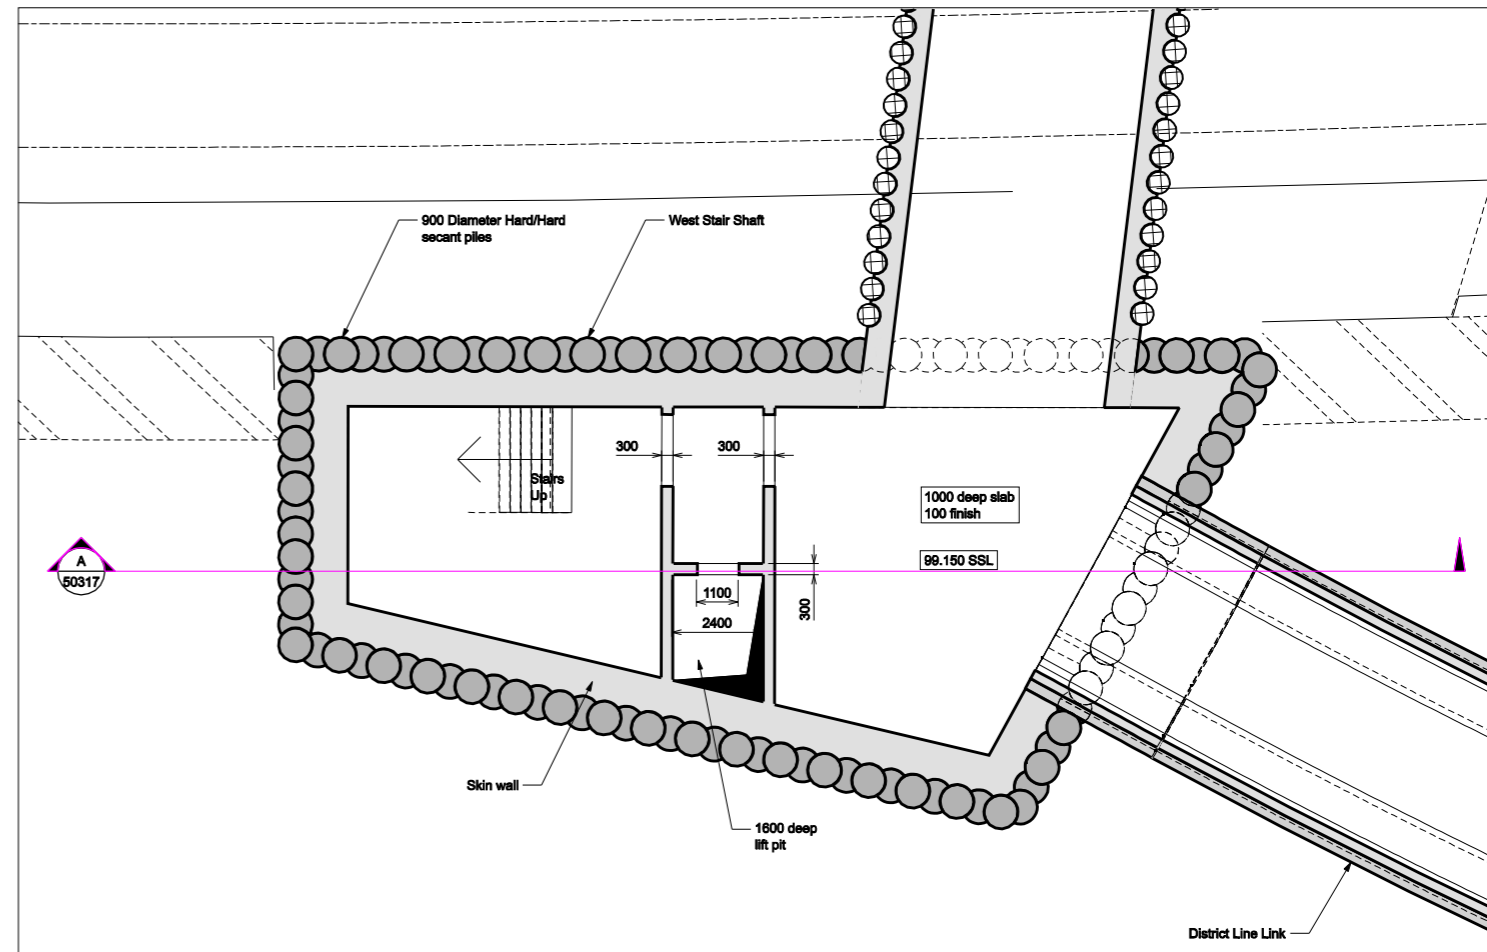 900 Diameter Hard/Hard
secant piles
West Stair Shaft
300
300
Stairs
Up
1000 deep slab
100 finish
99.150 SSL
A
50317
1100
300
2400
Skin wall
1600 deep
lift pit
District Line Link